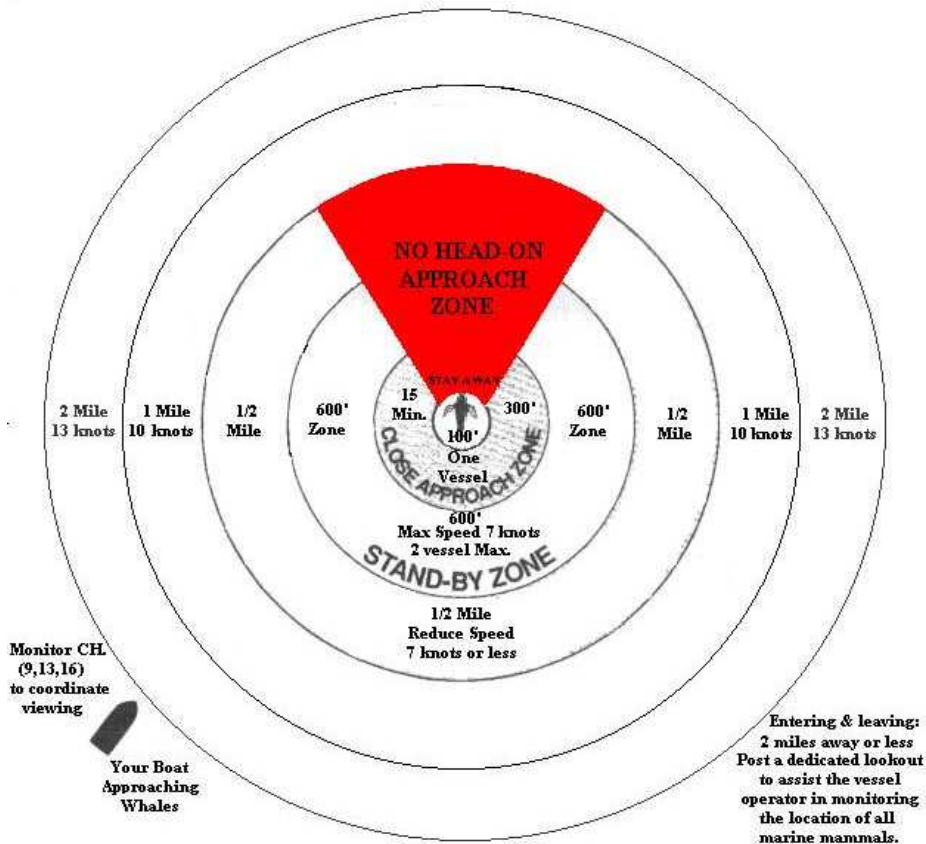 NO HEAD-ON
APPROACH
ZONE
STAY AWAY
2 Mile
13 knots
1 Mile
10 knots
1/2
Mile
600'
Zone
15
Min.
300'
600'
Zone
1/2
Mile
1 Mile
10 knots
2 Mile
13 knots
100'
One
Vessel
CLOSE APPROACH ZONE
600'
Max Speed 7 knots
2 vessel Max.
STAND-BY ZONE
1/2 Mile
Reduce Speed
7 knots or less
Monitor CH.
(9,13,16)
to coordinate
viewing
Your Boat
Approaching
Whales
Entering & leaving:
2 miles away or less
Post a dedicated lookout
to assist the vessel
operator in monitoring
the location of all
marine mammals.